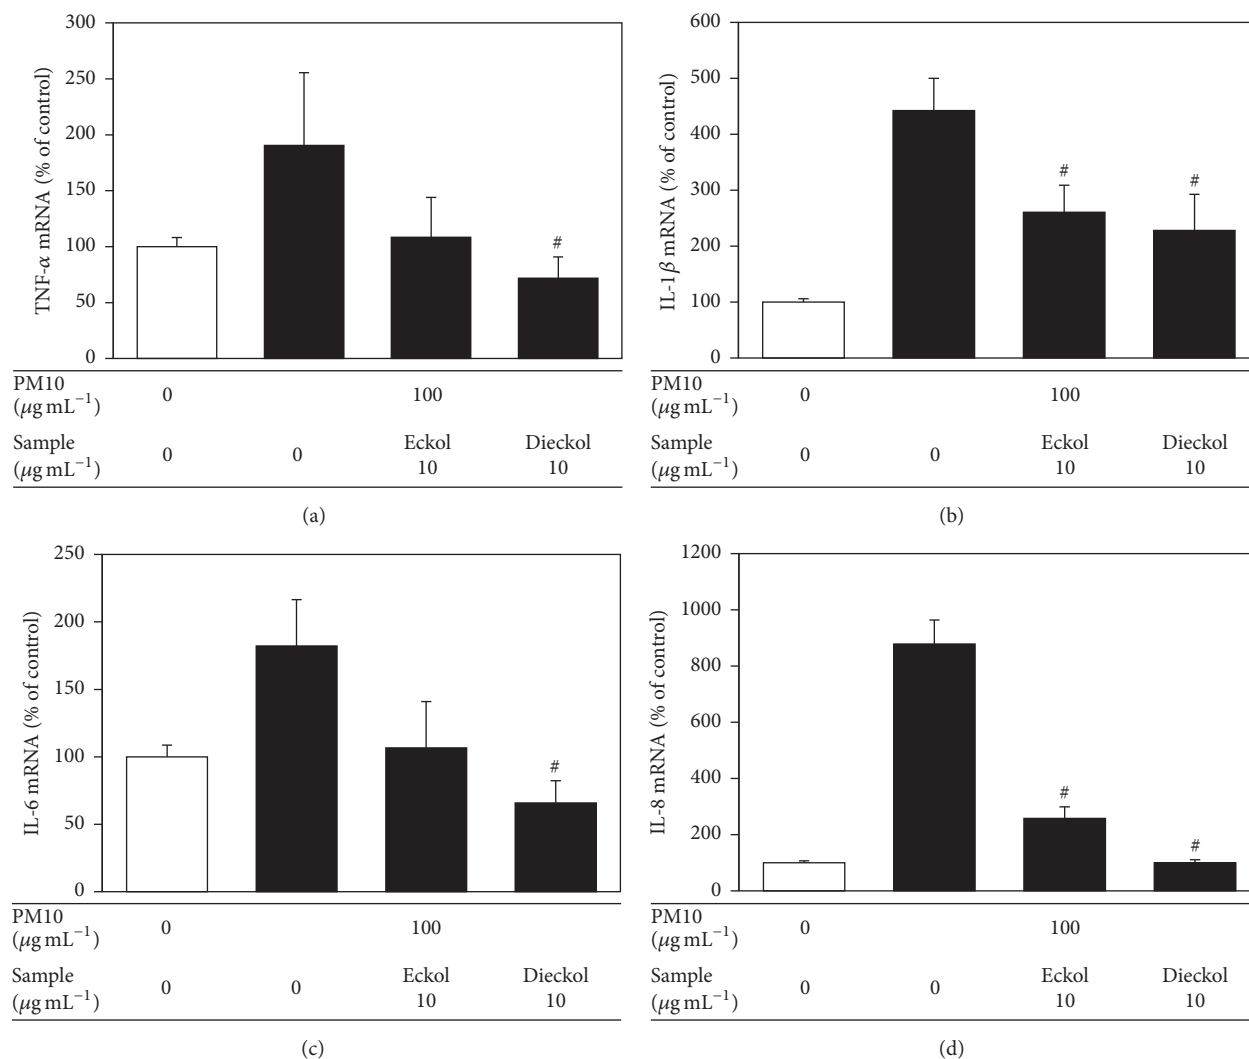 TNF-α mRNA (% of control)
300
250
200
150
100
50
0
#
PM10
(μg mL⁻¹)
0
100
Sample
(μg mL⁻¹)
0
0
Eckol
10
Dieckol
10
(a)
IL-1β mRNA (% of control)
600
500
400
300
200
100
0
#
#
PM10
(μg mL⁻¹)
0
100
Sample
(μg mL⁻¹)
0
0
Eckol
10
Dieckol
10
(b)
IL-6 mRNA (% of control)
250
200
150
100
50
0
#
PM10
(μg mL⁻¹)
0
100
Sample
(μg mL⁻¹)
0
0
Eckol
10
Dieckol
10
(c)
IL-8 mRNA (% of control)
1200
1000
800
600
400
200
0
#
#
PM10
(μg mL⁻¹)
0
100
Sample
(μg mL⁻¹)
0
0
Eckol
10
Dieckol
10
(d)